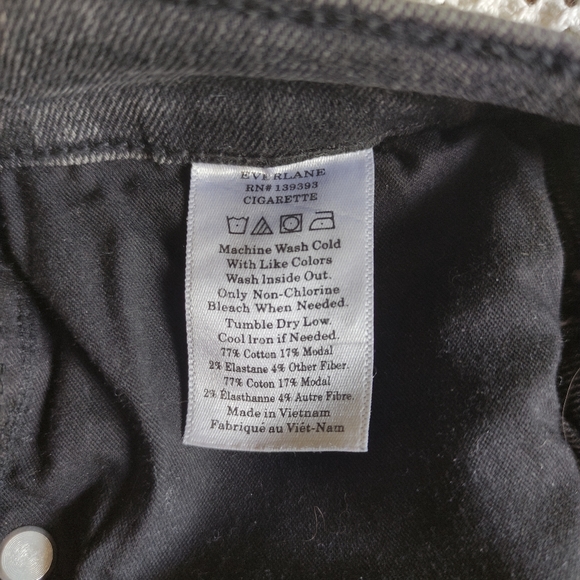 EVERLANE
RN# 139393
CIGARETTE
Machine Wash Cold
With Like Colors
Wash Inside Out.
Only Non-Chlorine
Bleach When Needed.
Tumble Dry Low.
Cool Iron if Needed.
77% Cotton 17% Modal
2% Elastane 4% Other Fiber.
77% Coton 17% Modal
2% Élasthanne 4% Autre Fibre.
Made in Vietnam
Fabriqué au Viêt-Nam